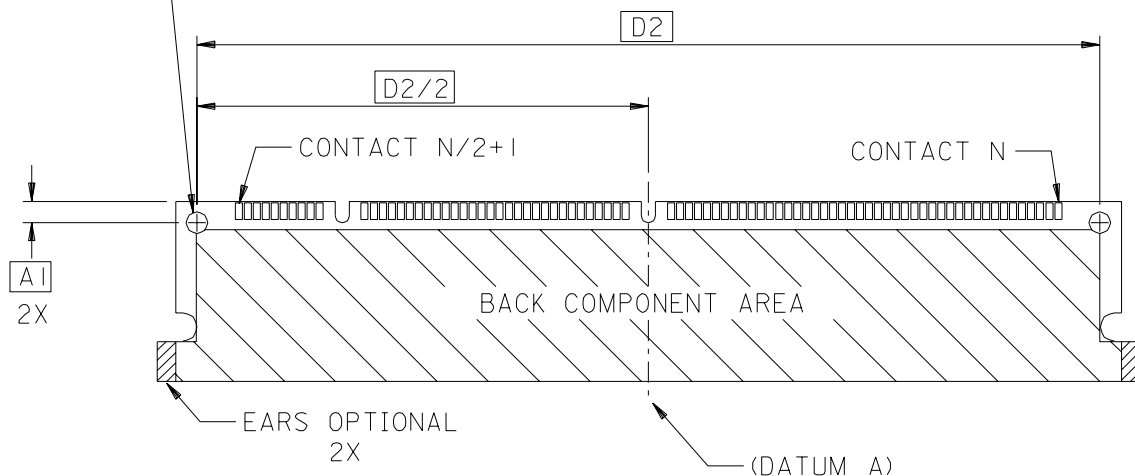 D2
D2/2
CONTACT N/2+1
CONTACT N
A1
2X
BACK COMPONENT AREA
EARS OPTIONAL
2X
(DATUM A)